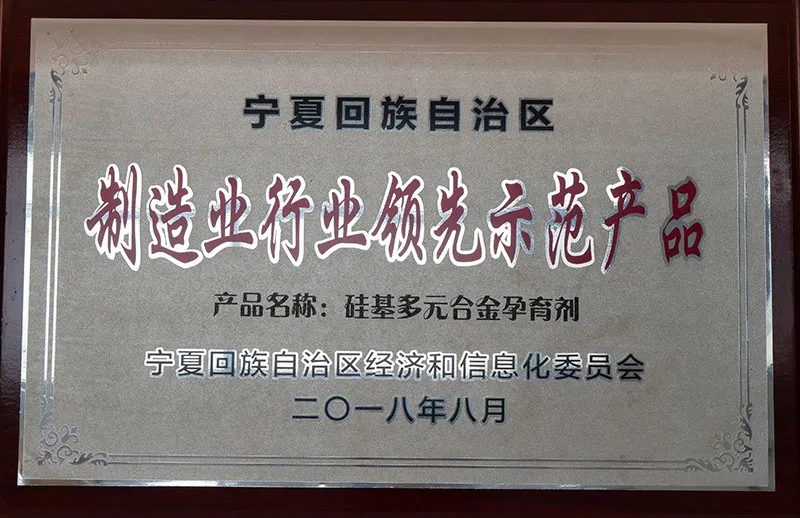 宁夏回族自治区
制造业行业领先示范产品
产品名称：硅基多元合金孕育剂
宁夏回族自治区经济和信息化委员会
二〇一八年八月